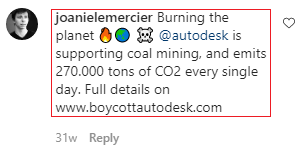 joanielemercier Burning the
planet 🔥🌍 ☠️ @autodesk is
supporting coal mining, and emits
270.000 tons of CO2 every single
day. Full details on
www.boycottautodesk.com
31w Reply